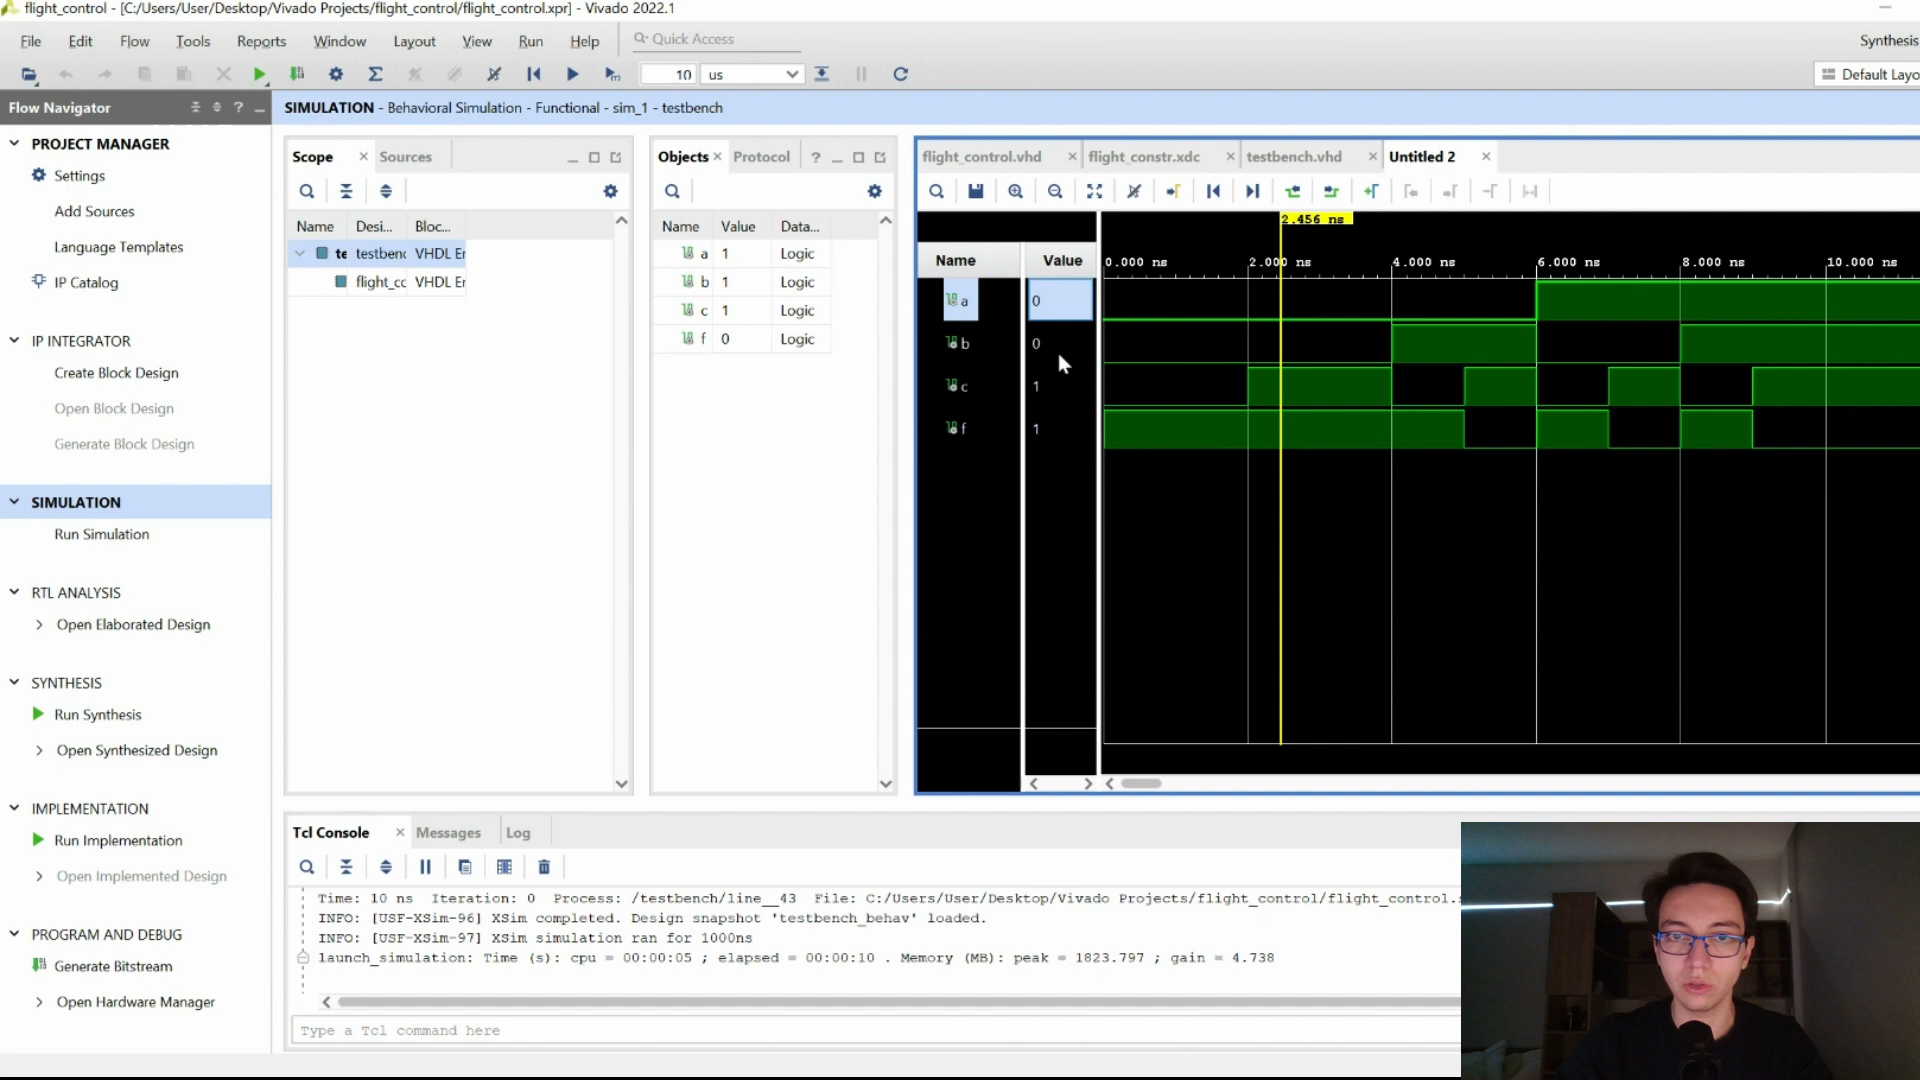 flight_control - [C:/Users/User/Desktop/Vivado Projects/flight_control/flight_control.xpr] - Vivado 2022.1
File Edit Flow Tools Reports Window Layout View Run Help Quick Access
Synthesis
10 us
Default Layo
Flow Navigator
SIMULATION - Behavioral Simulation - Functional - sim_1 - testbench
PROJECT MANAGER
Settings
Add Sources
Language Templates
IP Catalog
IP INTEGRATOR
Create Block Design
Open Block Design
Generate Block Design
SIMULATION
Run Simulation
RTL ANALYSIS
Open Elaborated Design
SYNTHESIS
Run Synthesis
Open Synthesized Design
IMPLEMENTATION
Run Implementation
Open Implemented Design
PROGRAM AND DEBUG
Generate Bitstream
Open Hardware Manager
Scope Sources
Name Desi... Bloc...
te testbenc VHDL Er
flight_cc VHDL Er
Objects Protocol
Name Value Data...
a 1 Logic
b 1 Logic
c 1 Logic
f 0 Logic
flight_control.vhd flight_constr.xdc testbench.vhd Untitled 2
2.456 ns
Name Value
0.000 ns 2.000 ns 4.000 ns 6.000 ns 8.000 ns 10.000 ns
a 0
b 0
c 1
f 1
Tcl Console Messages Log
Time: 10 ns Iteration: 0 Process: /testbench/line__43 File: C:/Users/User/Desktop/Vivado Projects/flight_control/flight_control.s
INFO: [USF-XSim-96] XSim completed. Design snapshot 'testbench_behav' loaded.
INFO: [USF-XSim-97] XSim simulation ran for 1000ns
launch_simulation: Time (s): cpu = 00:00:05 ; elapsed = 00:00:10 . Memory (MB): peak = 1823.797 ; gain = 4.738
Type a Tcl command here